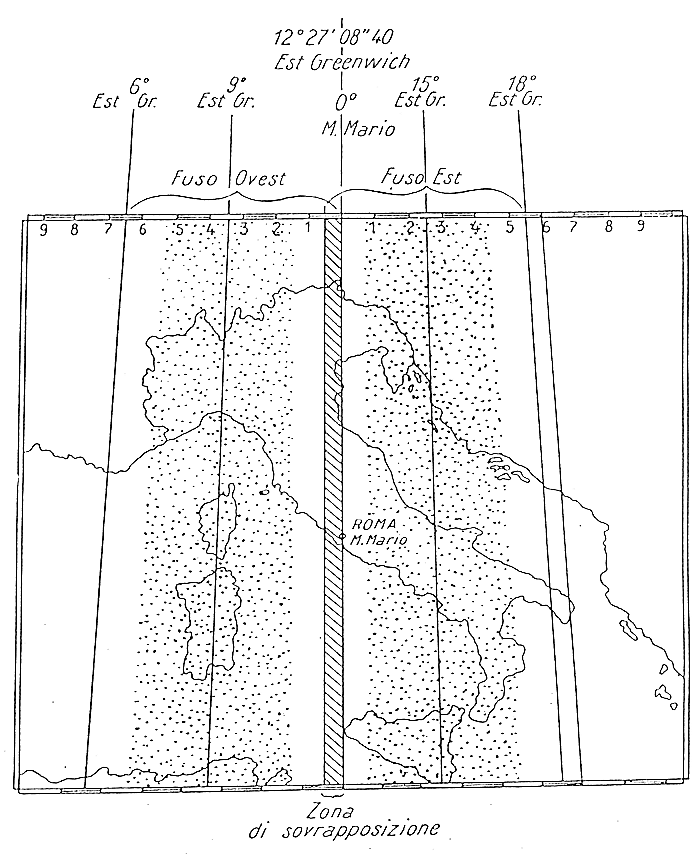 12°27'08"40
Est Greenwich
6° 9° 15° 18°
Est Gr. Est Gr. 0° Est Gr. Est Gr.
M. Mario
Fuso Ovest Fuso Est
9 8 7 6 5 4 3 2 1 1 2 3 4 5 6 7 8 9
ROMA
M. Mario
Zona
di sovrapposizione